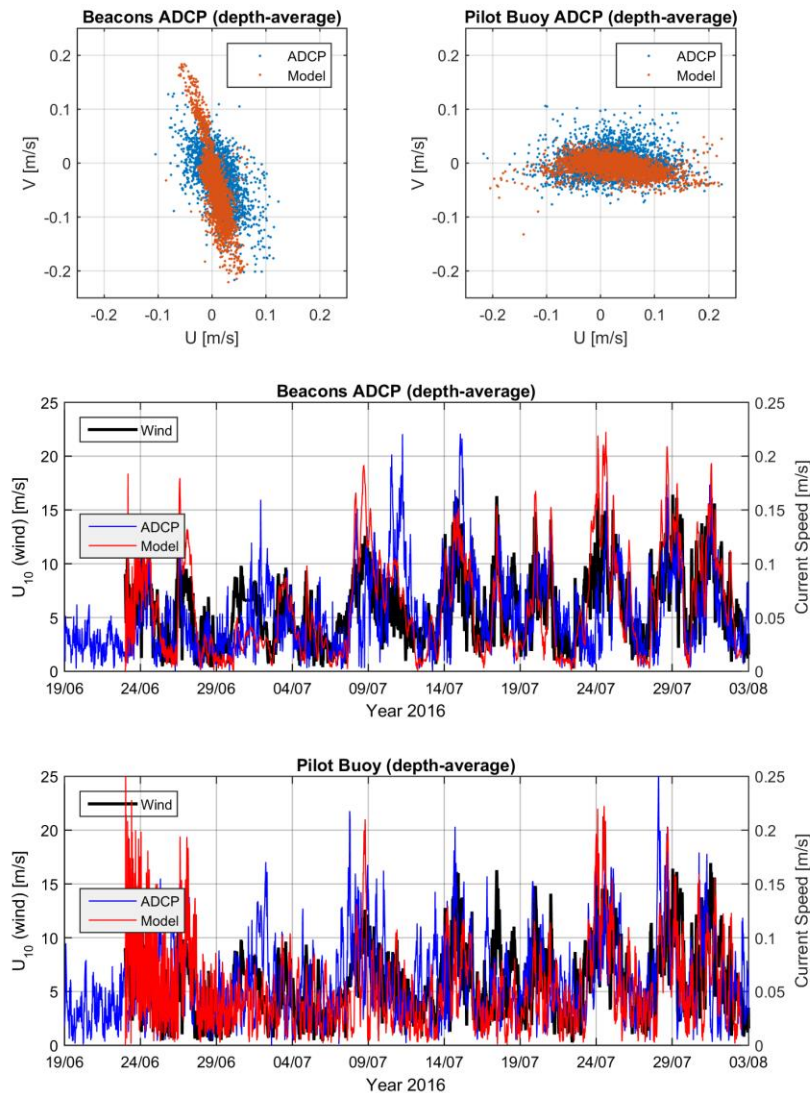 Beacons ADCP (depth-average)
ADCP
Model
0.2
0.1
0
-0.1
-0.2
V [m/s]
-0.2 -0.1 0 0.1 0.2
U [m/s]
Pilot Buoy ADCP (depth-average)
ADCP
Model
0.2
0.1
0
-0.1
-0.2
V [m/s]
-0.2 -0.1 0 0.1 0.2
U [m/s]
Beacons ADCP (depth-average)
Wind
ADCP
Model
25
20
15
10
5
0
U10 (wind) [m/s]
0.25
0.2
0.15
0.1
0.05
0
Current Speed [m/s]
19/06 24/06 29/06 04/07 09/07 14/07 19/07 24/07 29/07 03/08
Year 2016
Pilot Buoy (depth-average)
Wind
ADCP
Model
25
20
15
10
5
0
U10 (wind) [m/s]
0.25
0.2
0.15
0.1
0.05
0
Current Speed [m/s]
19/06 24/06 29/06 04/07 09/07 14/07 19/07 24/07 29/07 03/08
Year 2016